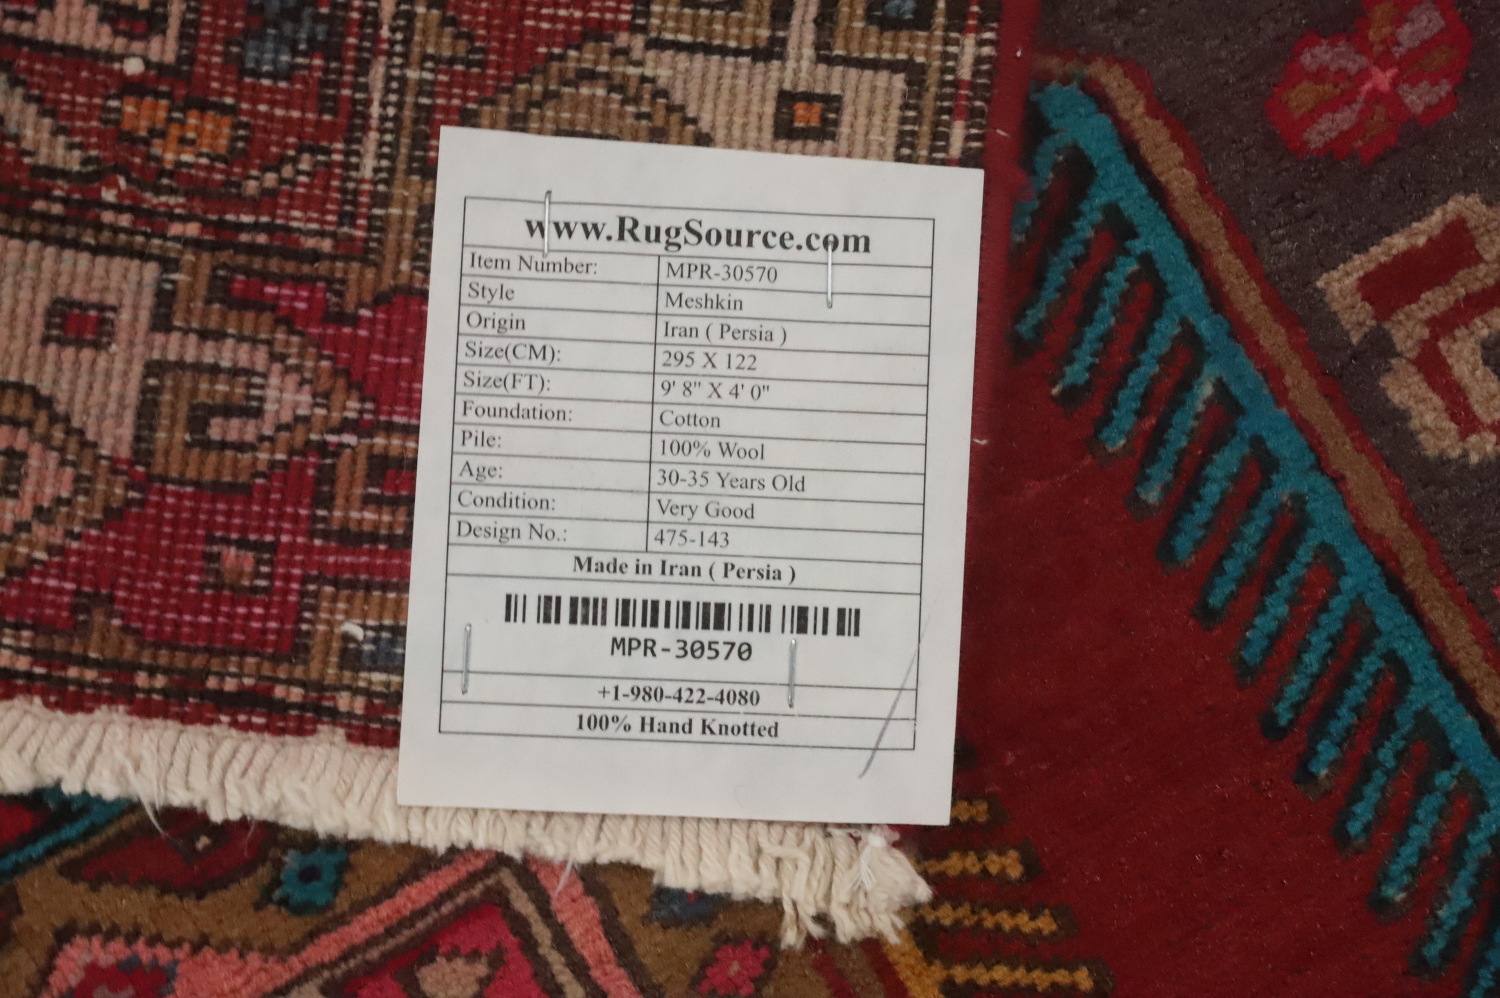 www.RugSource.com
Item Number: MPR-30570
Style Meshkin
Origin Iran ( Persia )
Size(CM): 295 X 122
Size(FT): 9' 8" X 4' 0"
Foundation: Cotton
Pile: 100% Wool
Age: 30-35 Years Old
Condition: Very Good
Design No.: 475-143
Made in Iran ( Persia )
MPR-30570
+1-980-422-4080
100% Hand Knotted